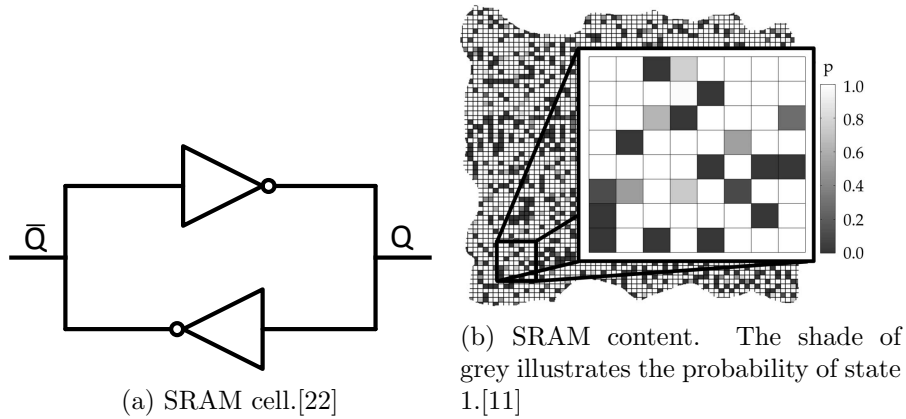 Q̅
Q
p
1.0
0.8
0.6
0.4
0.2
0.0
(a) SRAM cell.[22]
(b) SRAM content. The shade of
grey illustrates the probability of state
1.[11]